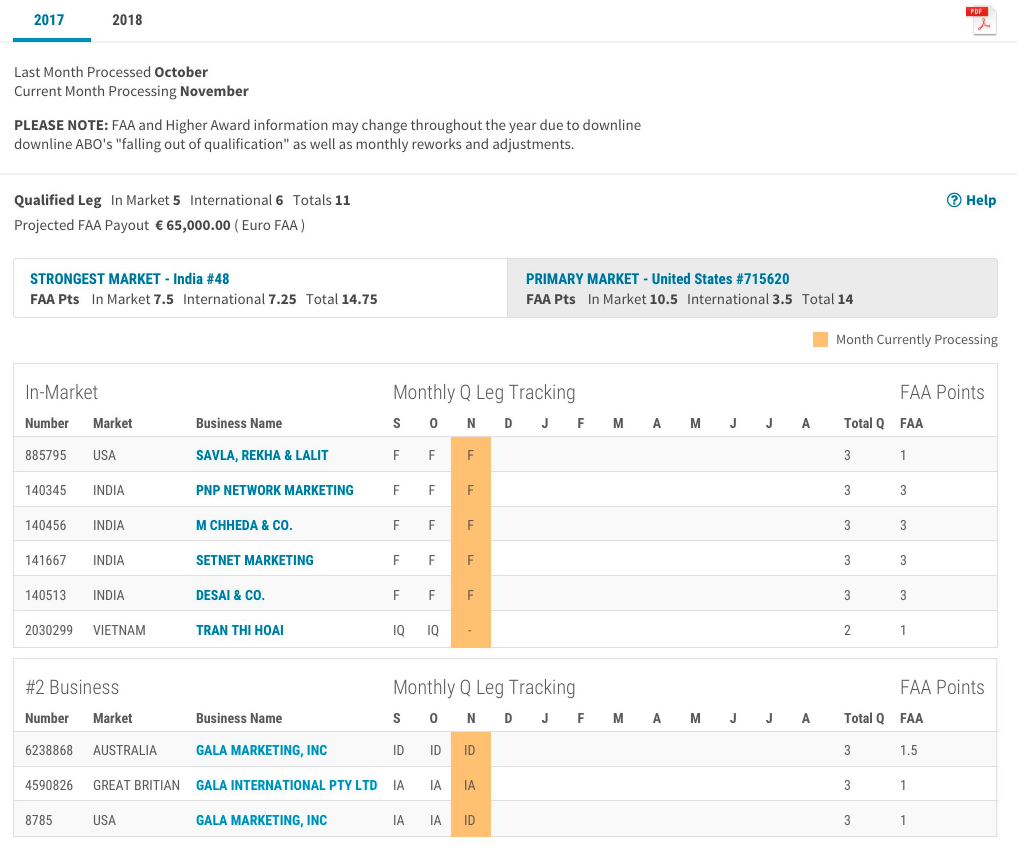 2017 2018 PDF
Last Month Processed October
Current Month Processing November
PLEASE NOTE: FAA and Higher Award information may change throughout the year due to downline
downline ABO's "falling out of qualification" as well as monthly reworks and adjustments.
Qualified Leg In Market 5 International 6 Totals 11
? Help
Projected FAA Payout € 65,000.00 ( Euro FAA )
STRONGEST MARKET - India #48
FAA Pts In Market 7.5 International 7.25 Total 14.75
PRIMARY MARKET - United States #715620
FAA Pts In Market 10.5 International 3.5 Total 14
Month Currently Processing
In-Market Monthly Q Leg Tracking FAA Points
Number Market Business Name S O N D J F M A M J J A Total Q FAA
885795 USA SAVLA, REKHA & LALIT F F F 3 1
140345 INDIA PNP NETWORK MARKETING F F F 3 3
140456 INDIA M CHHEDA & CO. F F F 3 3
141667 INDIA SETNET MARKETING F F F 3 3
140513 INDIA DESAI & CO. F F F 3 3
2030299 VIETNAM TRAN THI HOAI IQ IQ - 2 1
#2 Business Monthly Q Leg Tracking FAA Points
Number Market Business Name S O N D J F M A M J J A Total Q FAA
6238868 AUSTRALIA GALA MARKETING, INC ID ID ID 3 1.5
4590826 GREAT BRITIAN GALA INTERNATIONAL PTY LTD IA IA IA 3 1
8785 USA GALA MARKETING, INC IA IA ID 3 1